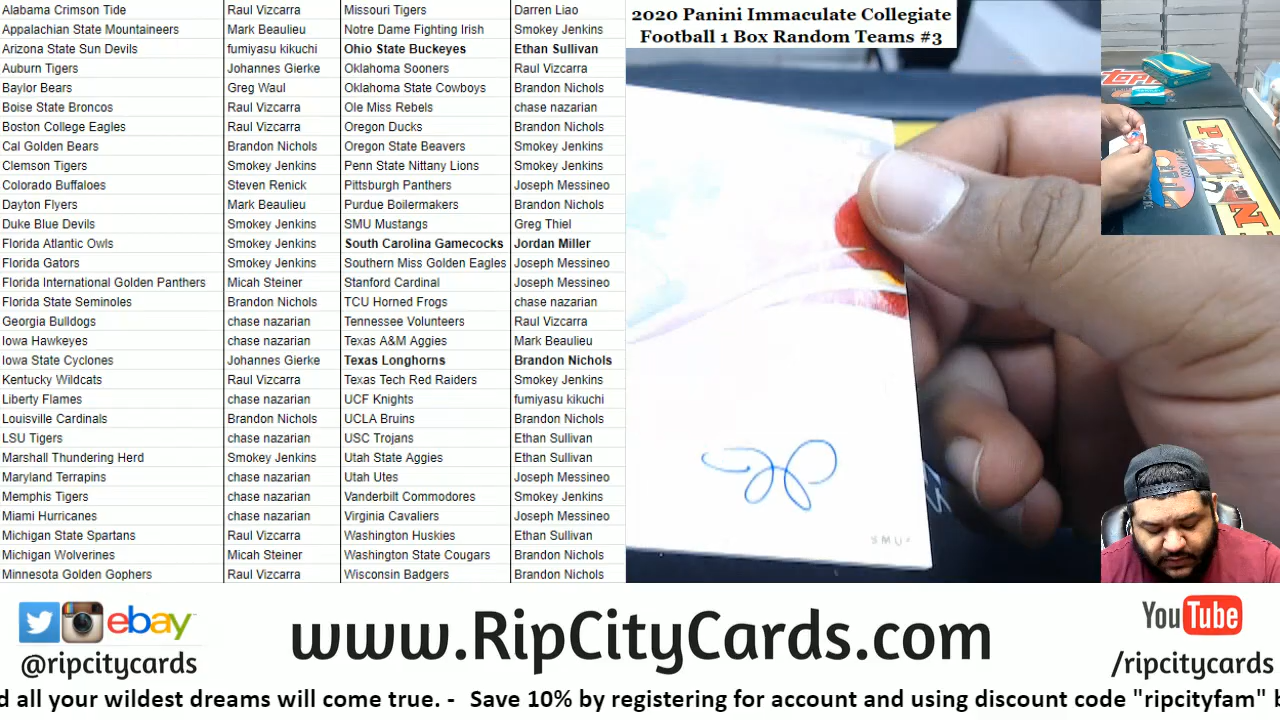 Alabama Crimson Tide Raul Vizcarra Missouri Tigers Darren Liao
Appalachian State Mountaineers Mark Beaulieu Notre Dame Fighting Irish Smokey Jenkins
Arizona State Sun Devils fumiyasu kikuchi Ohio State Buckeyes Ethan Sullivan
Auburn Tigers Johannes Gierke Oklahoma Sooners Raul Vizcarra
Baylor Bears Greg Waul Oklahoma State Cowboys Brandon Nichols
Boise State Broncos Raul Vizcarra Ole Miss Rebels chase nazarian
Boston College Eagles Raul Vizcarra Oregon Ducks Brandon Nichols
Cal Golden Bears Brandon Nichols Oregon State Beavers Smokey Jenkins
Clemson Tigers Smokey Jenkins Penn State Nittany Lions Smokey Jenkins
Colorado Buffaloes Steven Renick Pittsburgh Panthers Joseph Messineo
Dayton Flyers Mark Beaulieu Purdue Boilermakers Brandon Nichols
Duke Blue Devils Smokey Jenkins SMU Mustangs Greg Thiel
Florida Atlantic Owls Smokey Jenkins South Carolina Gamecocks Jordan Miller
Florida Gators Smokey Jenkins Southern Miss Golden Eagles Joseph Messineo
Florida International Golden Panthers Micah Steiner Stanford Cardinal Joseph Messineo
Florida State Seminoles Brandon Nichols TCU Horned Frogs chase nazarian
Georgia Bulldogs chase nazarian Tennessee Volunteers Raul Vizcarra
Iowa Hawkeyes chase nazarian Texas A&M Aggies Mark Beaulieu
Iowa State Cyclones Johannes Gierke Texas Longhorns Brandon Nichols
Kentucky Wildcats Raul Vizcarra Texas Tech Red Raiders Smokey Jenkins
Liberty Flames chase nazarian UCF Knights fumiyasu kikuchi
Louisville Cardinals Brandon Nichols UCLA Bruins Brandon Nichols
LSU Tigers chase nazarian USC Trojans Ethan Sullivan
Marshall Thundering Herd Smokey Jenkins Utah State Aggies Ethan Sullivan
Maryland Terrapins chase nazarian Utah Utes Joseph Messineo
Memphis Tigers chase nazarian Vanderbilt Commodores Smokey Jenkins
Miami Hurricanes chase nazarian Virginia Cavaliers Joseph Messineo
Michigan State Spartans Raul Vizcarra Washington Huskies Ethan Sullivan
Michigan Wolverines Micah Steiner Washington State Cougars Brandon Nichols
Minnesota Golden Gophers Raul Vizcarra Wisconsin Badgers Brandon Nichols
2020 Panini Immaculate Collegiate
Football 1 Box Random Teams #3
SMU
ebay
@ripcitycards
www.RipCityCards.com
YouTube
/ripcitycards
d all your wildest dreams will come true. - Save 10% by registering for account and using discount code "ripcityfam"